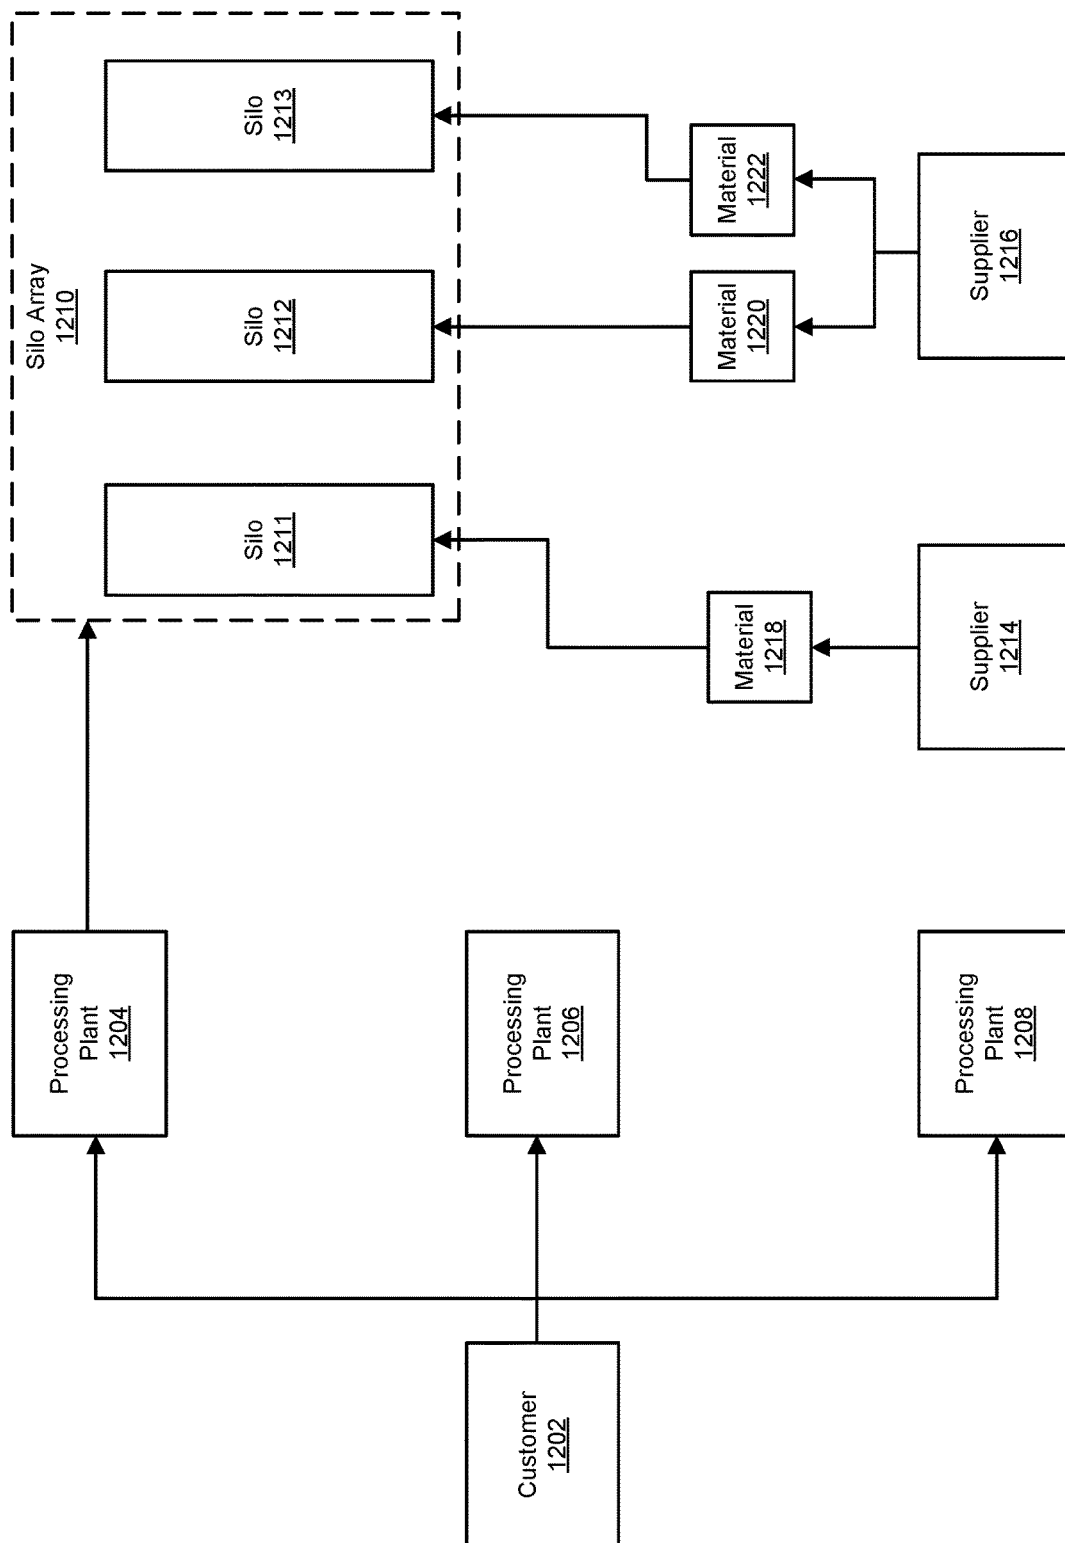 Customer
1202
Processing
Plant
1204
Processing
Plant
1206
Processing
Plant
1208
Silo Array
1210
Silo
1211
Silo
1212
Silo
1213
Material
1218
Material
1220
Material
1222
Supplier
1214
Supplier
1216